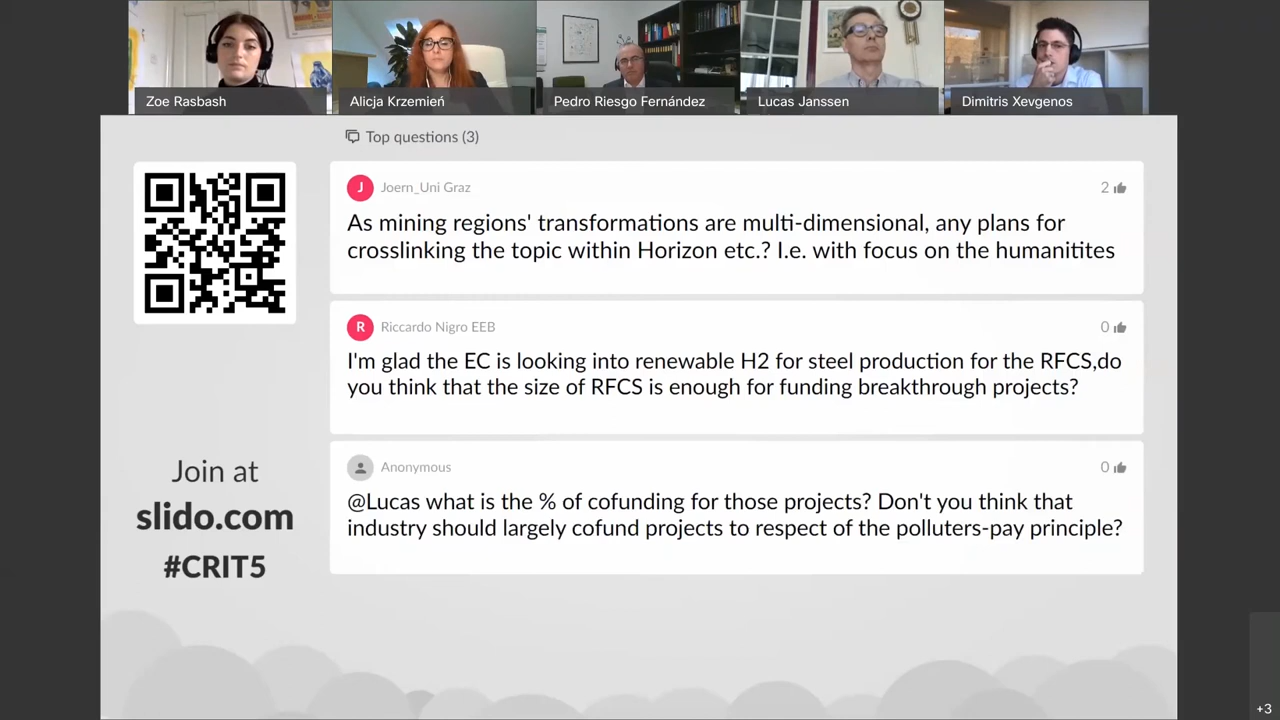 Zoe Rasbash
Alicja Krzemień
Pedro Riesgo Fernández
Lucas Janssen
Dimitris Xevgenos
Top questions (3)
J
Joern_Uni Graz
2
As mining regions' transformations are multi-dimensional, any plans for
crosslinking the topic within Horizon etc.? I.e. with focus on the humanitites
R
Riccardo Nigro EEB
0
I'm glad the EC is looking into renewable H2 for steel production for the RFCS,do
you think that the size of RFCS is enough for funding breakthrough projects?
Anonymous
0
@Lucas what is the % of cofunding for those projects? Don't you think that
industry should largely cofund projects to respect of the polluters-pay principle?
Join at
slido.com
#CRIT5
+3